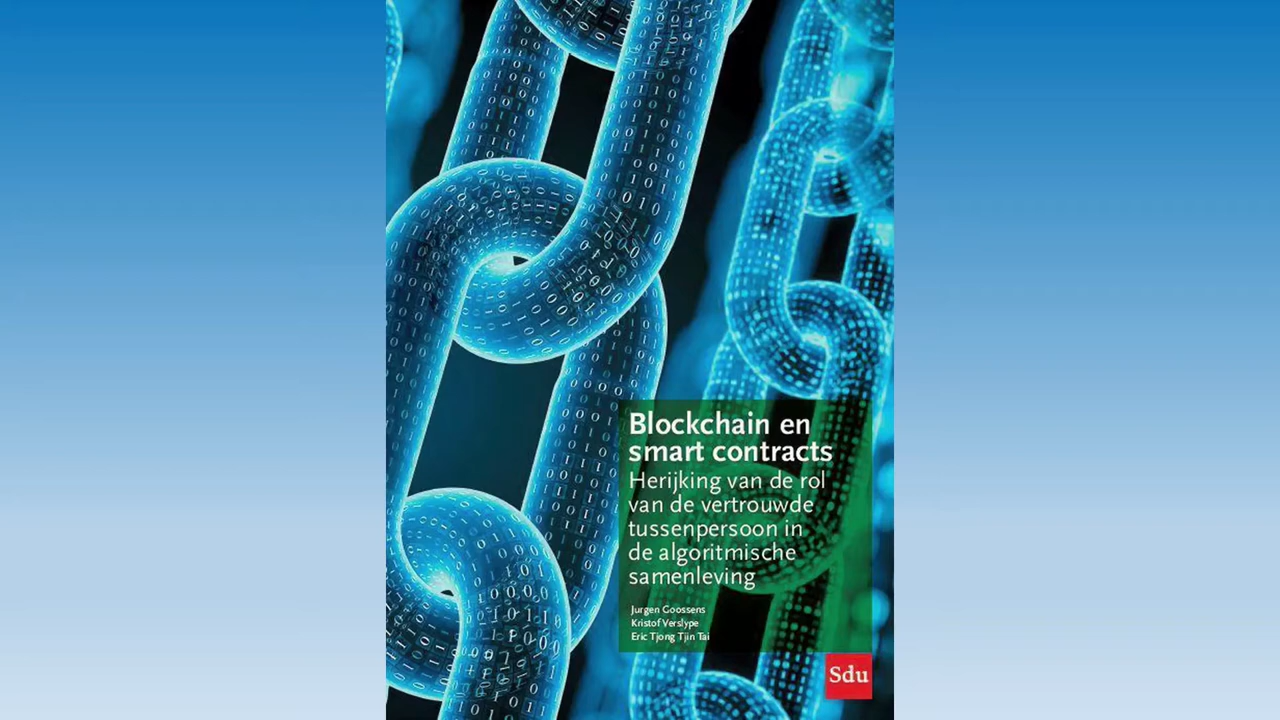 Blockchain en
smart contracts
Herijking van de rol
van de vertrouwde
tussenpersoon in
de algoritmische
samenleving
Jurgen Goossens
Kristof Verslype
Eric Tjong Tjin Tai
Sdu